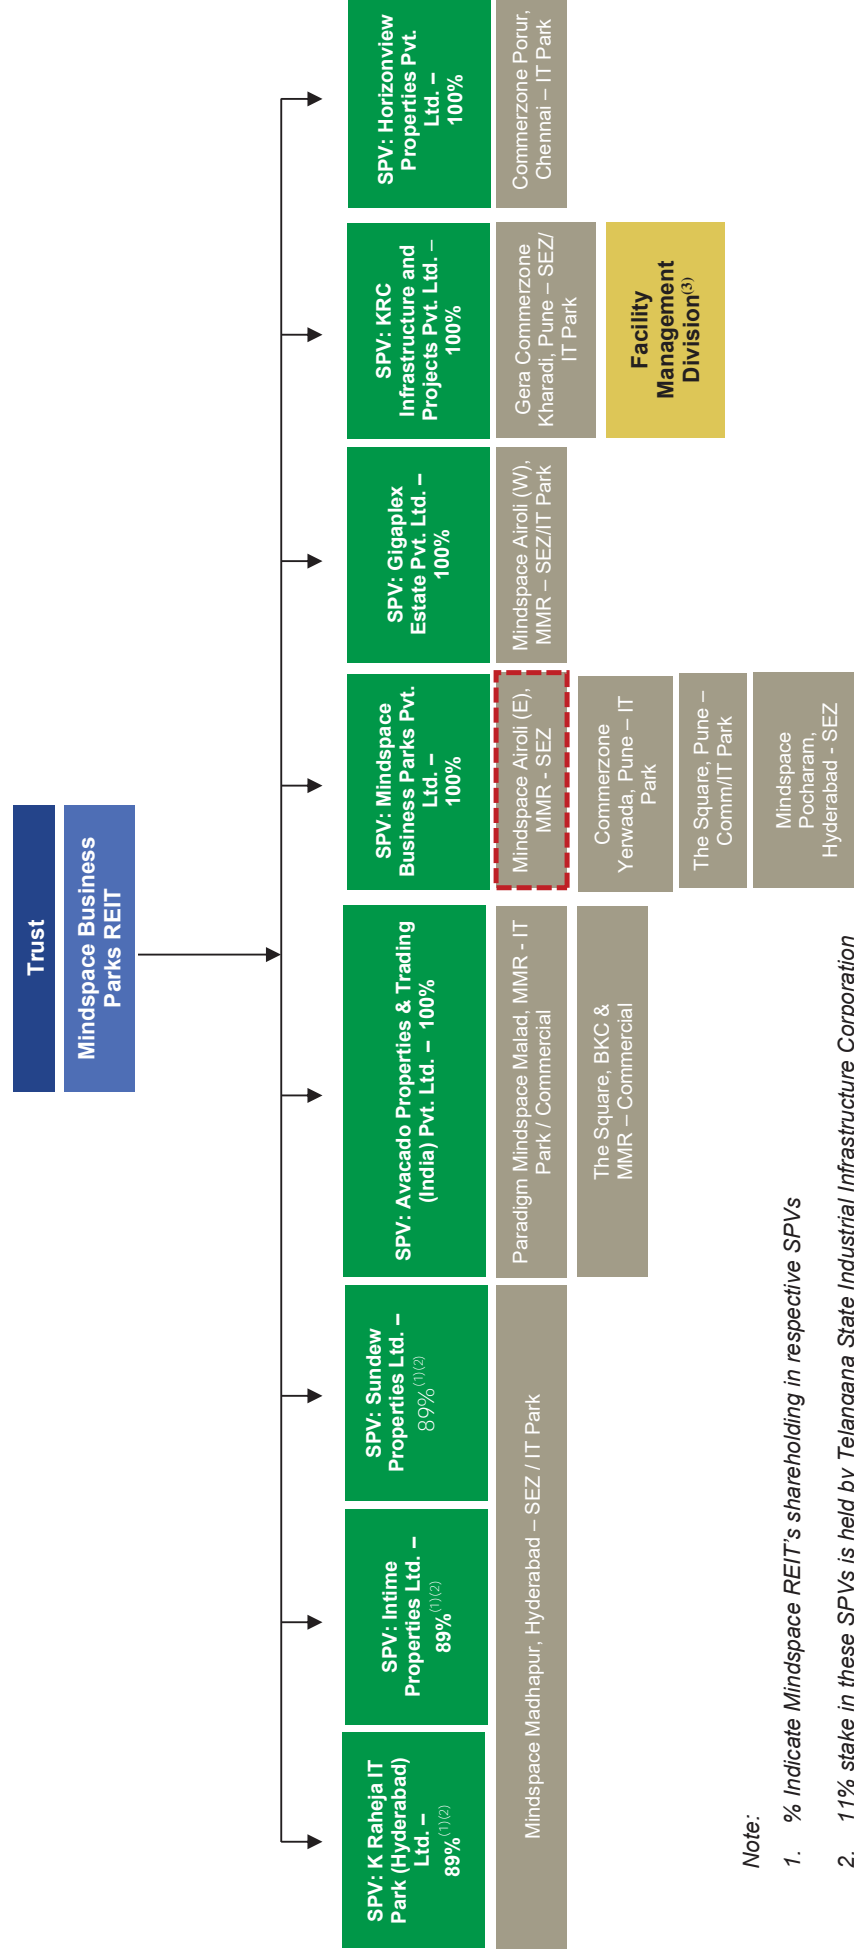 Trust
Mindspace Business
Parks REIT
SPV: K Raheja IT
Park (Hyderabad)
Ltd. –
89%(1)(2)
SPV: Intime
Properties Ltd. –
89%(1)(2)
SPV: Sundew
Properties Ltd. –
89%(1)(2)
SPV: Avacado Properties & Trading
(India) Pvt. Ltd. – 100%
SPV: Mindspace
Business Parks Pvt.
Ltd. –
100%
SPV: Gigaplex
Estate Pvt. Ltd. –
100%
SPV: KRC
Infrastructure and
Projects Pvt. Ltd. –
100%
SPV: Horizonview
Properties Pvt.
Ltd. –
100%
Mindspace Madhapur, Hyderabad – SEZ / IT Park
Paradigm Mindspace Malad, MMR - IT
Park / Commercial
The Square, BKC &
MMR – Commercial
Mindspace Airoli (E),
MMR - SEZ
Commerzone
Yerwada, Pune – IT
Park
The Square, Pune –
Comm/IT Park
Mindspace
Pocharam,
Hyderabad - SEZ
Mindspace Airoli (W),
MMR – SEZ/IT Park
Gera Commerzone
Kharadi, Pune – SEZ/
IT Park
Facility
Management
Division(3)
Commerzone Porur,
Chennai – IT Park
Note:
1. % Indicate Mindspace REIT's shareholding in respective SPVs
2. 11% stake in these SPVs is held by Telangana State Industrial Infrastructure Corporation